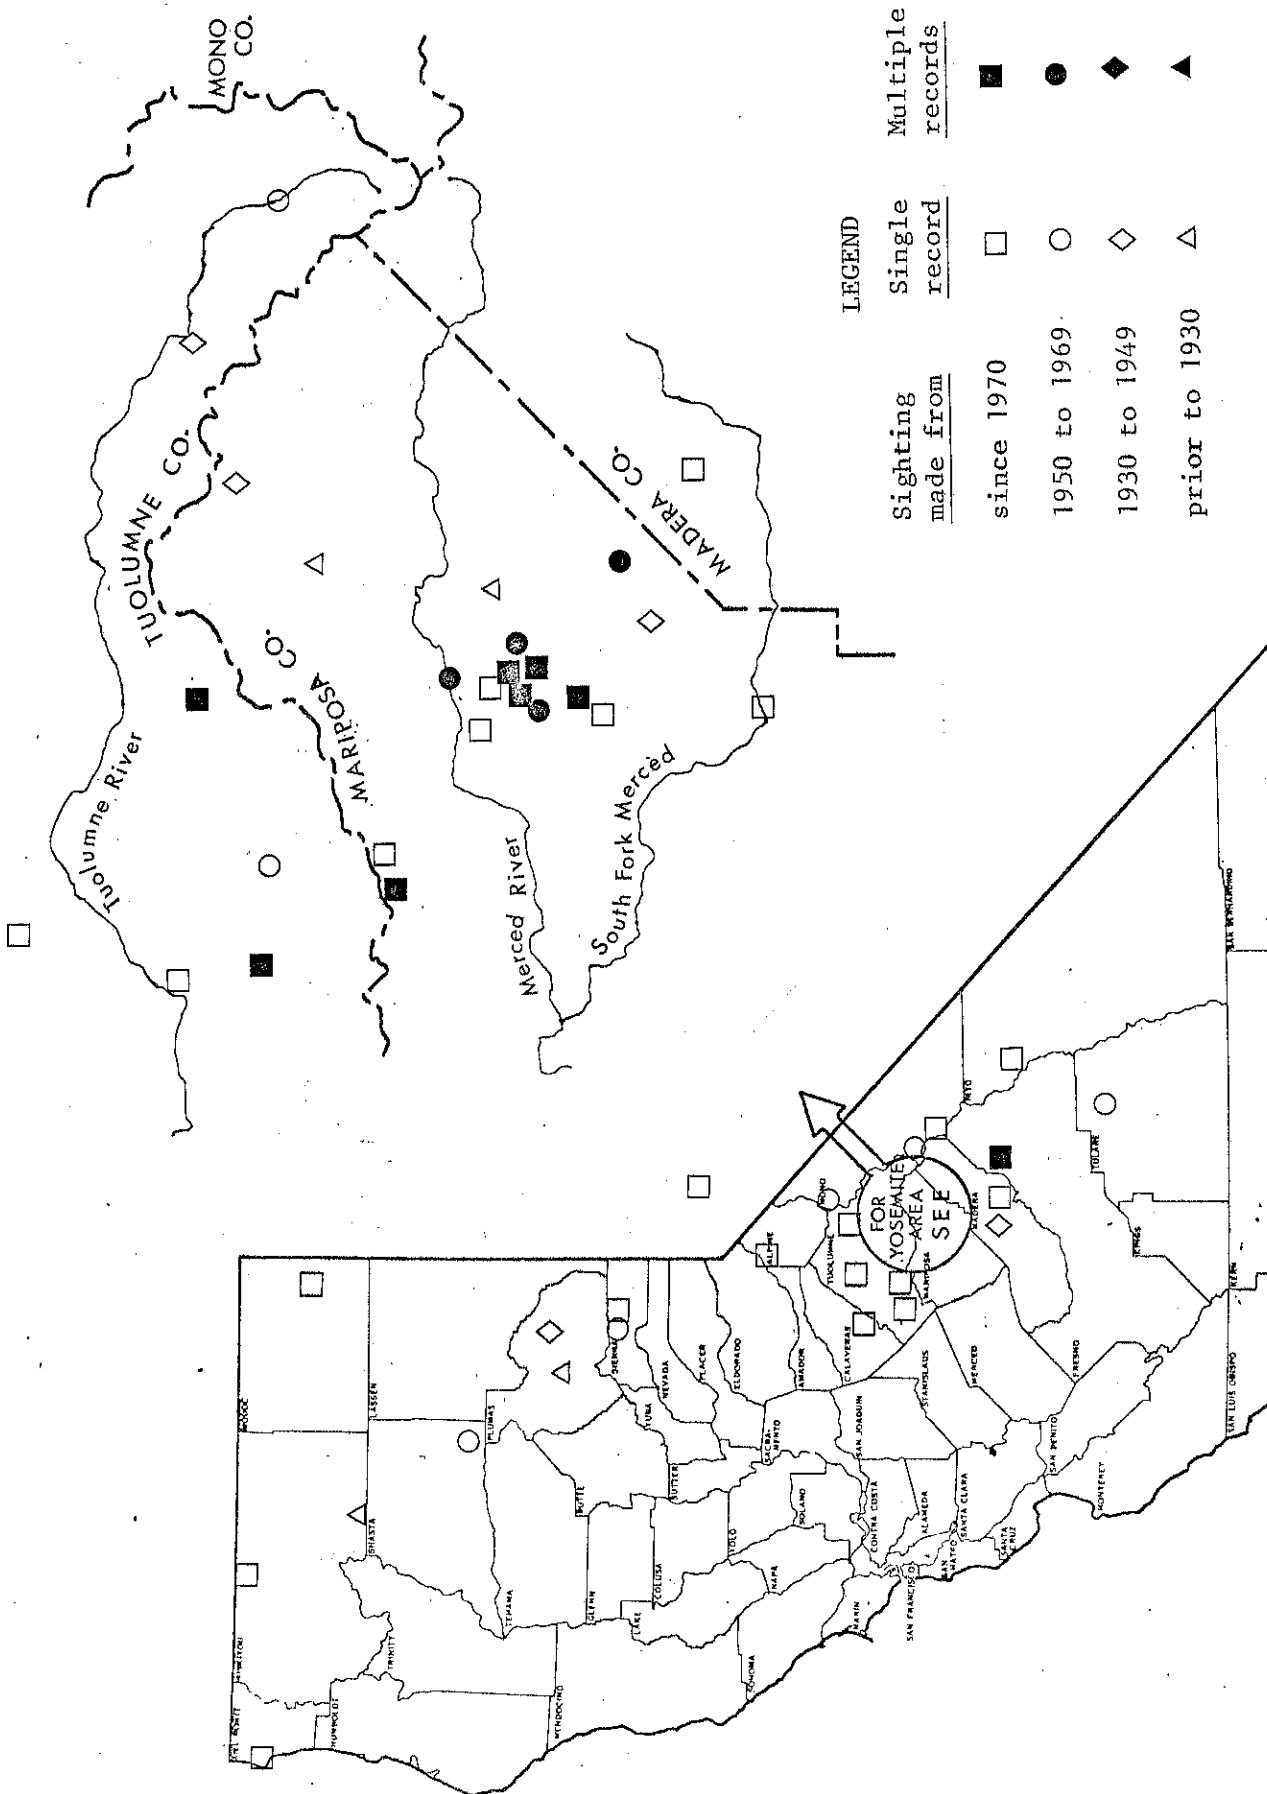 MONO
CO.
TUOLUMNE CO.
Tuolumne River
MARIPOSA CO.
Merced River
South Fork Merced
MADERA CO.
LEGEND
Sighting made from
Single record
Multiple records
since 1970
1950 to 1969
1930 to 1949
prior to 1930
FOR
YOSEMITE
AREA
SEE
MODOC
HUMBOLDT
TRINITY
SHASTA
LASSEN
TEHAMA
PLUMAS
MENDOCINO
GLENN
BUTTE
LAKE
COLUSA
SUTTER
YUBA
SIERRA
NEVADA
PLACER
ELDORADO
SONOMA
NAPA
YOLO
SOLANO
SACRA-
MENTO
AMADOR
ALPINE
MARIN
CONTRA COSTA
SAN JOAQUIN
CALAVERAS
TUOLUMNE
MONO
SAN FRANCISCO
ALAMEDA
STANISLAUS
MARIPOSA
SAN
MATEO
SANTA CLARA
SANTA
CRUZ
MERCED
MADERA
SAN BENITO
FRESNO
MONTEREY
KINGS
TULARE
INYO
SAN LUIS OBISPO
KERN
SAN BERNARDINO